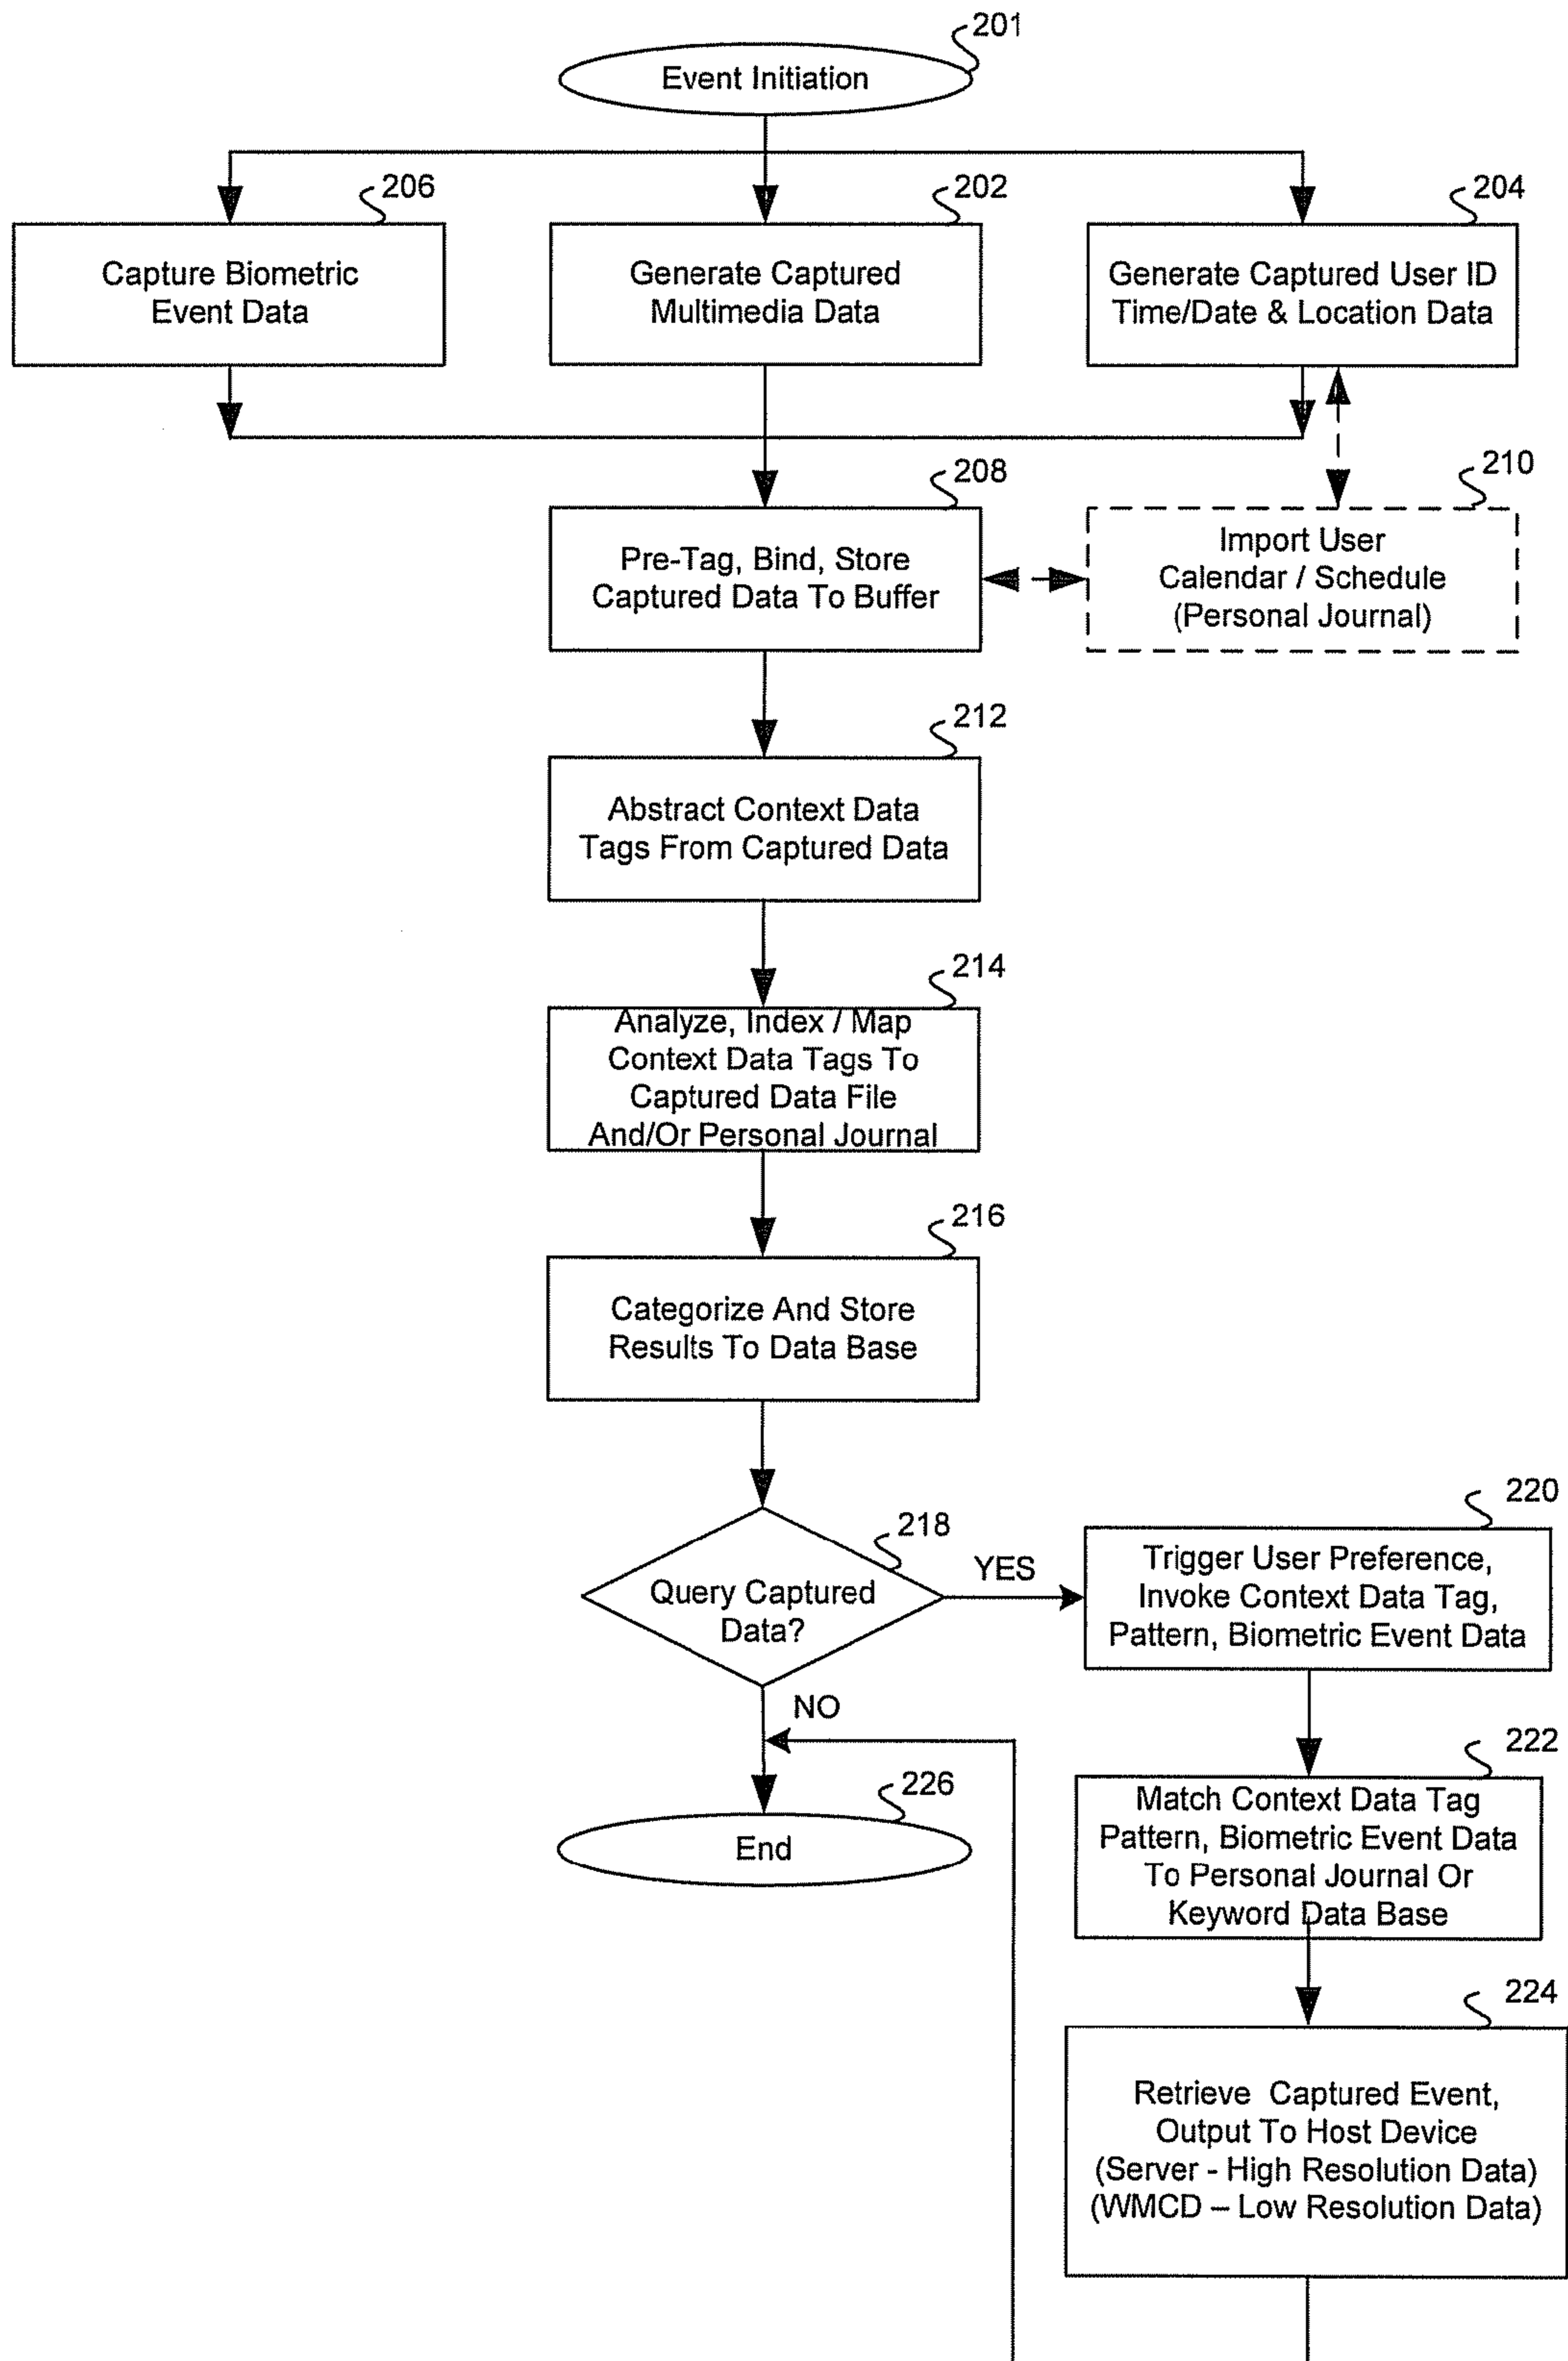 201
Event Initiation
206
202
204
Capture Biometric
Event Data
Generate Captured
Multimedia Data
Generate Captured User ID
Time/Date & Location Data
208
210
Pre-Tag, Bind, Store
Captured Data To Buffer
Import User
Calendar / Schedule
(Personal Journal)
212
Abstract Context Data
Tags From Captured Data
214
Analyze, Index / Map
Context Data Tags To
Captured Data File
And/Or Personal Journal
216
Categorize And Store
Results To Data Base
218
Query Captured
Data?
YES
NO
220
Trigger User Preference,
Invoke Context Data Tag,
Pattern, Biometric Event Data
222
Match Context Data Tag
Pattern, Biometric Event Data
To Personal Journal Or
Keyword Data Base
226
End
224
Retrieve Captured Event,
Output To Host Device
(Server - High Resolution Data)
(WMCD – Low Resolution Data)